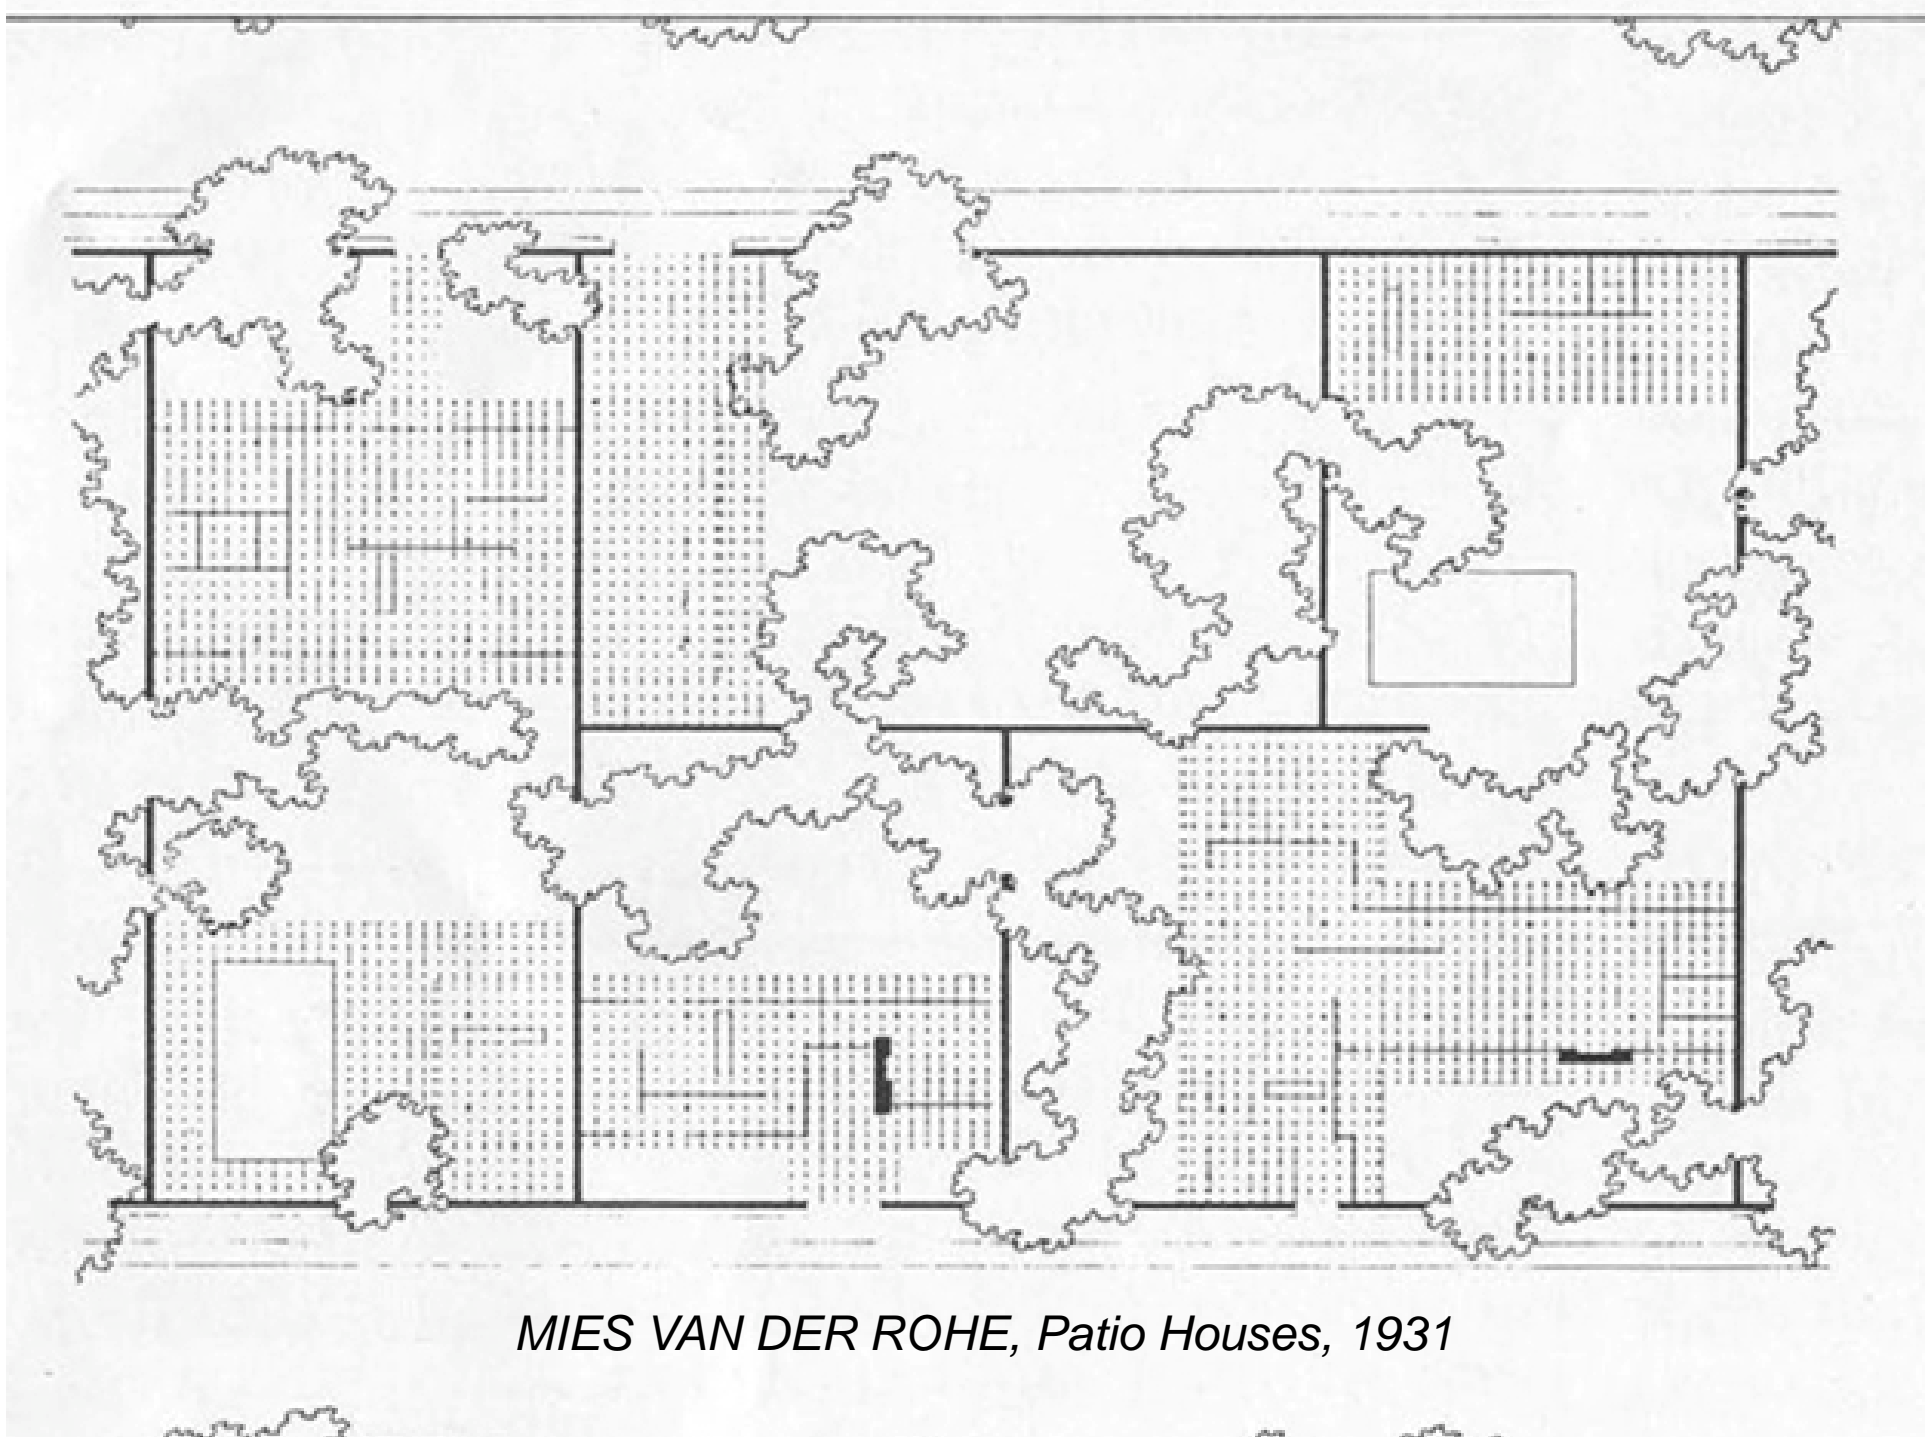 MIES VAN DER ROHE, Patio Houses, 1931